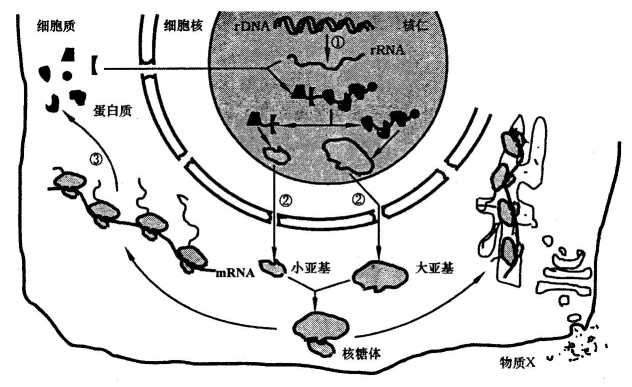 细胞质
细胞核
rDNA
核仁
①
rRNA
蛋白质
③
②
②
mRNA
小亚基
大亚基
核糖体
物质X